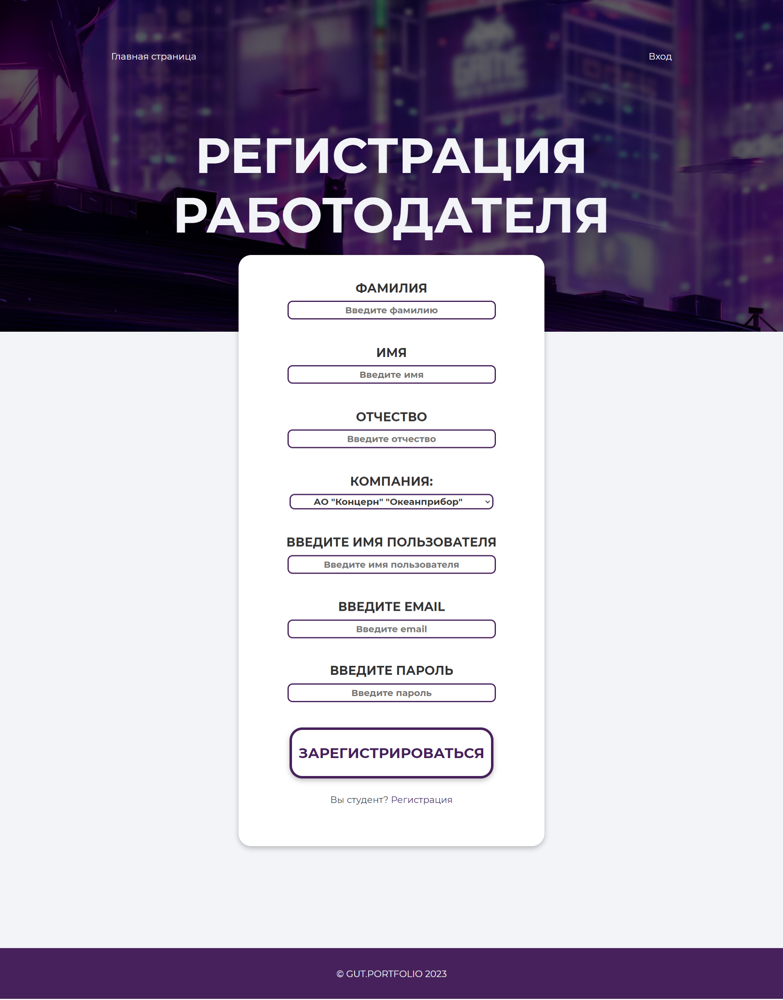 Главная страница
Вход
GAME
РЕГИСТРАЦИЯ
РАБОТОДАТЕЛЯ
ФАМИЛИЯ
Введите фамилию
ИМЯ
Введите имя
ОТЧЕСТВО
Введите отчество
КОМПАНИЯ:
АО "Концерн" "Океанприбор"
ВВЕДИТЕ ИМЯ ПОЛЬЗОВАТЕЛЯ
Введите имя пользователя
ВВЕДИТЕ EMAIL
Введите email
ВВЕДИТЕ ПАРОЛЬ
Введите пароль
ЗАРЕГИСТРИРОВАТЬСЯ
Вы студент? Регистрация
© GUT.PORTFOLIO 2023